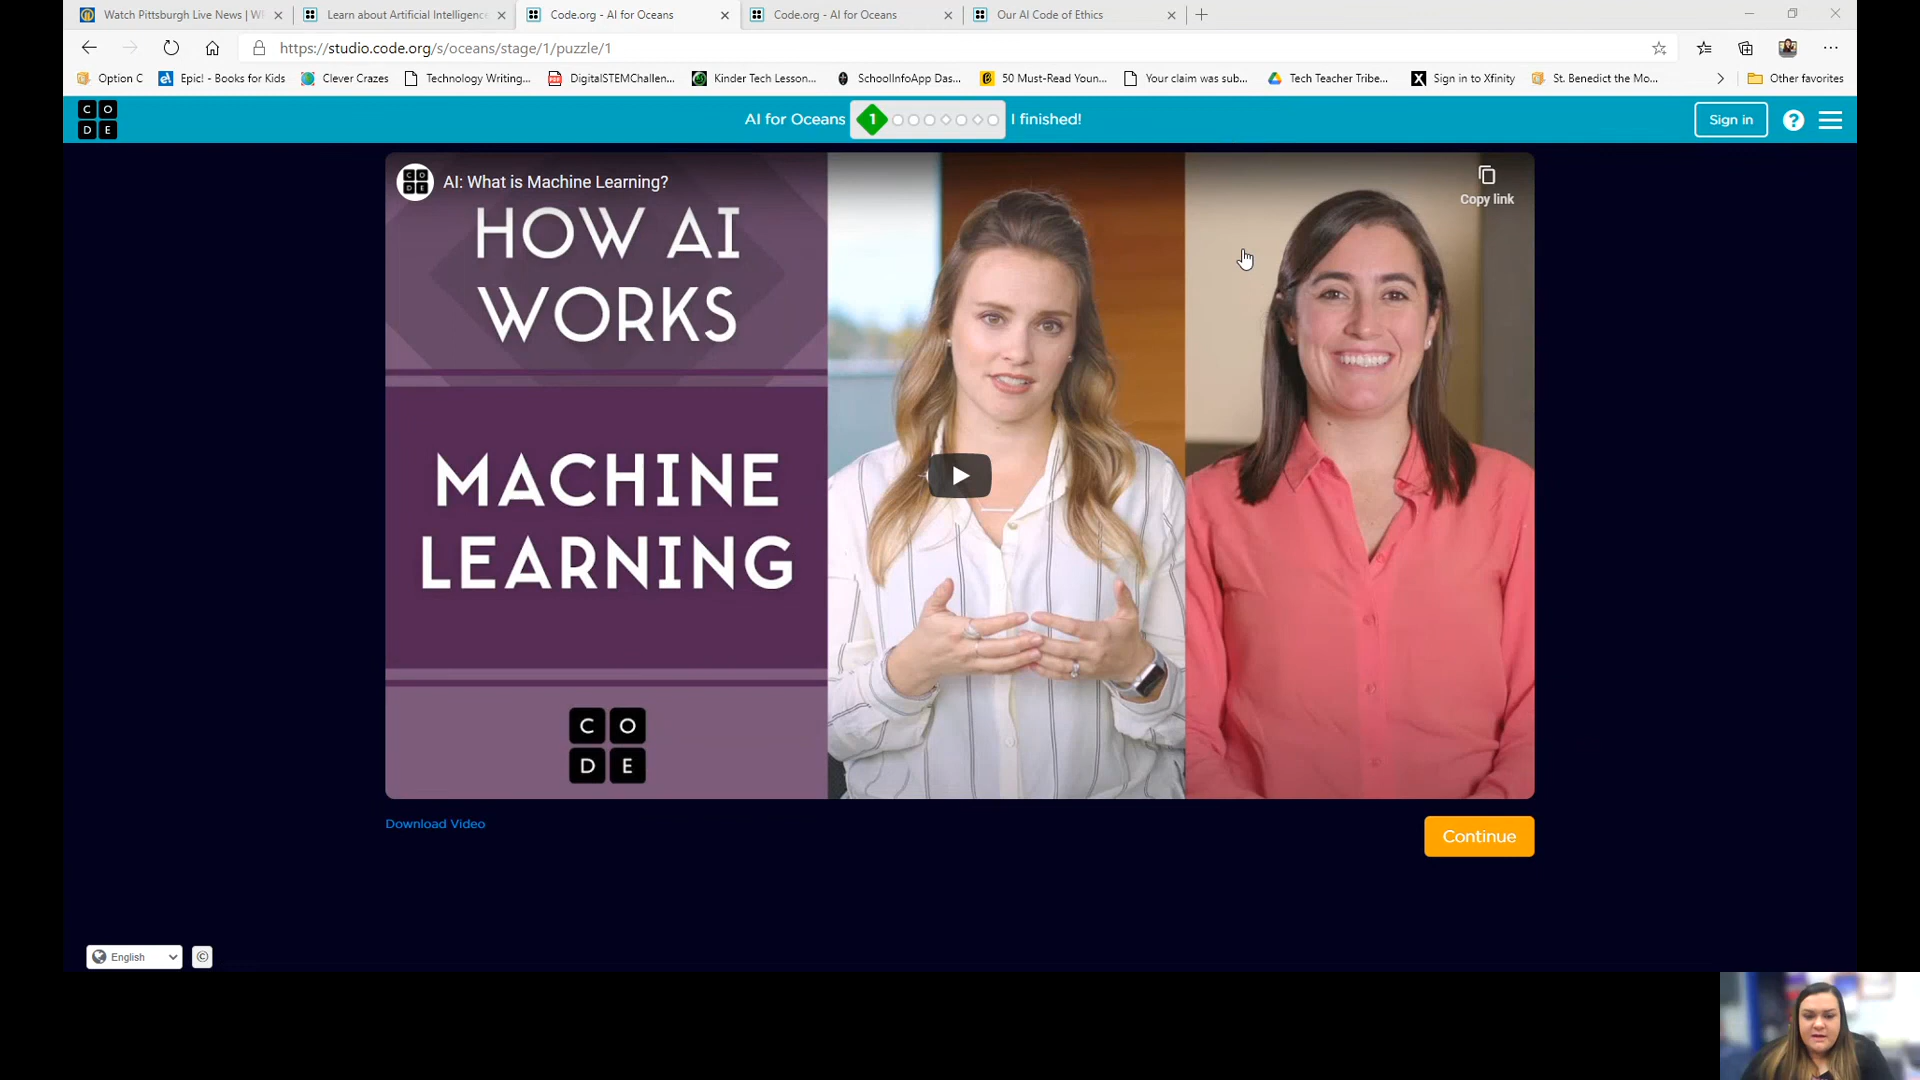 Watch Pittsburgh Live News | W
Learn about Artificial Intelligence
Code.org - AI for Oceans
Code.org - AI for Oceans
Our AI Code of Ethics
https://studio.code.org/s/oceans/stage/1/puzzle/1
Option C
Epic! - Books for Kids
Clever Crazes
Technology Writing...
DigitalSTEMChallen...
Kinder Tech Lesson...
SchoolInfoApp Das...
50 Must-Read Youn...
Your claim was sub...
Tech Teacher Tribe...
Sign in to Xfinity
St. Benedict the Mo...
Other favorites
C O
D E
AI for Oceans
1
I finished!
Sign in
?
C O
D E
AI: What is Machine Learning?
Copy link
HOW AI
WORKS
MACHINE
LEARNING
C O
D E
Download Video
Continue
English
©